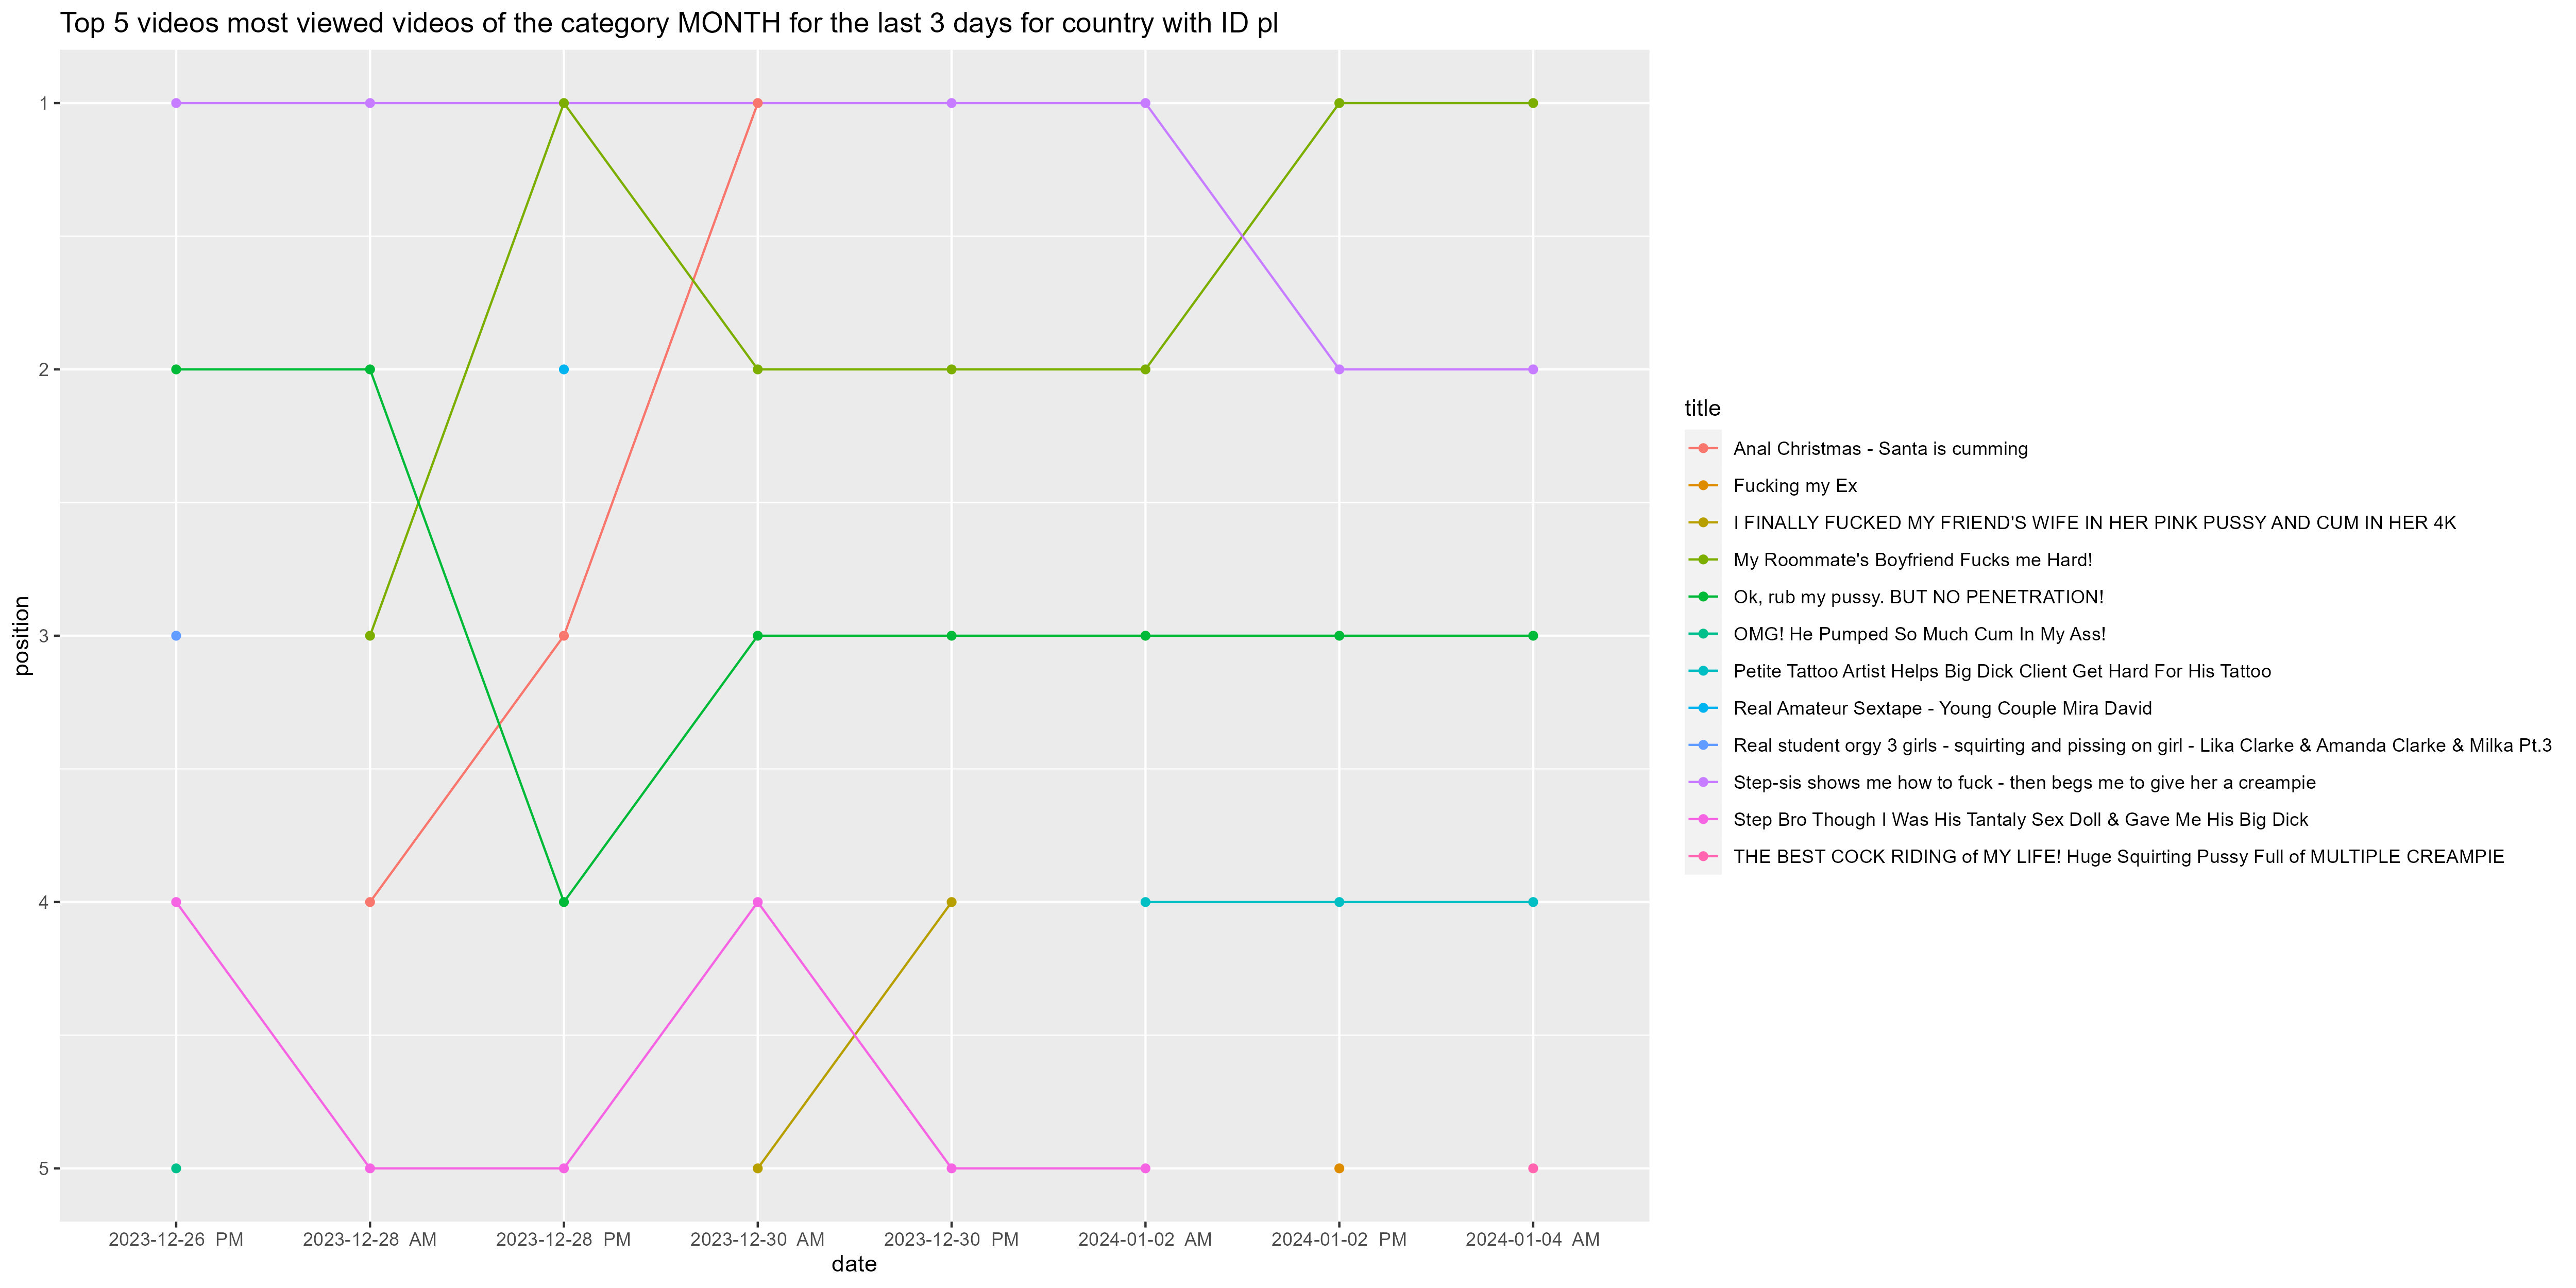 Top 5 videos most viewed videos of the category MONTH for the last 3 days for country with ID pl
position
1
2
3
4
5
2023-12-26 PM
2023-12-28 AM
2023-12-28 PM
2023-12-30 AM
2023-12-30 PM
2024-01-02 AM
2024-01-02 PM
2024-01-04 AM
date
title
Anal Christmas - Santa is cumming
Fucking my Ex
I FINALLY FUCKED MY FRIEND'S WIFE IN HER PINK PUSSY AND CUM IN HER 4K
My Roommate's Boyfriend Fucks me Hard!
Ok, rub my pussy. BUT NO PENETRATION!
OMG! He Pumped So Much Cum In My Ass!
Petite Tattoo Artist Helps Big Dick Client Get Hard For His Tattoo
Real Amateur Sextape - Young Couple Mira David
Real student orgy 3 girls - squirting and pissing on girl - Lika Clarke & Amanda Clarke & Milka Pt.3
Step-sis shows me how to fuck - then begs me to give her a creampie
Step Bro Though I Was His Tantaly Sex Doll & Gave Me His Big Dick
THE BEST COCK RIDING of MY LIFE! Huge Squirting Pussy Full of MULTIPLE CREAMPIE